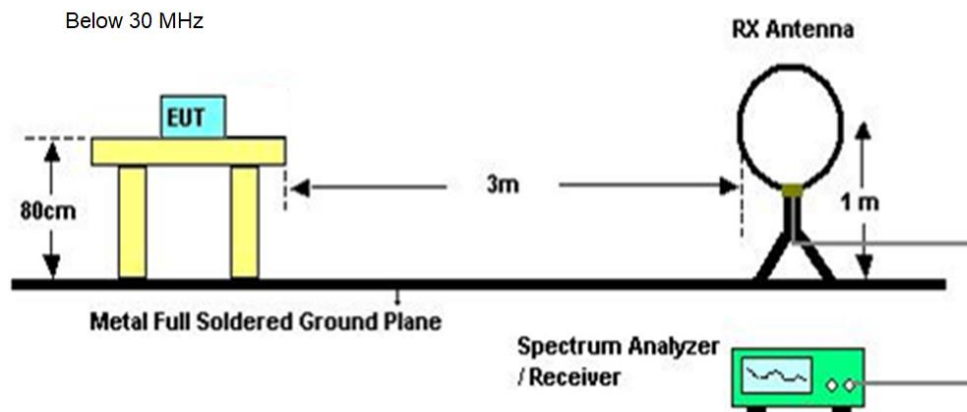 Below 30 MHz
RX Antenna
EUT
3m
80cm
1 m
Metal Full Soldered Ground Plane
Spectrum Analyzer
/ Receiver